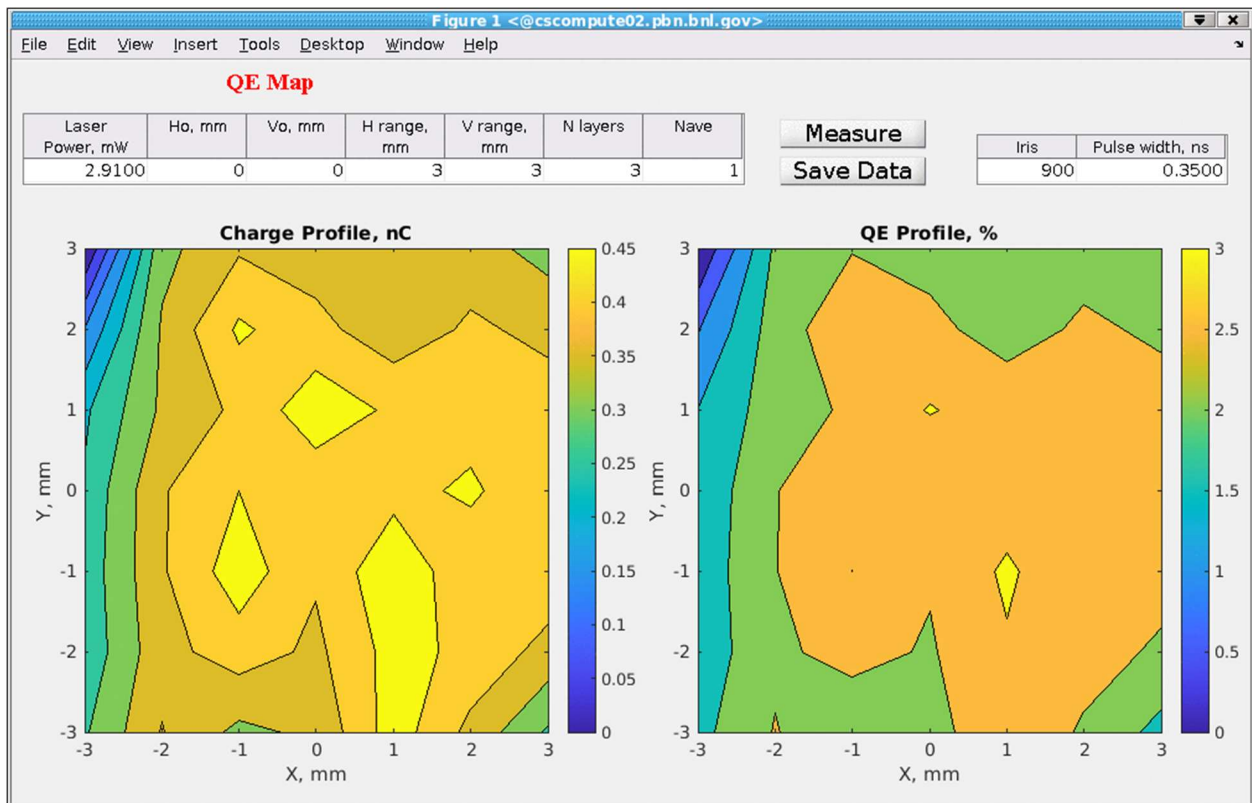 Figure 1 <@cscompute02.pbn.bnl.gov>
File Edit View Insert Tools Desktop Window Help
QE Map
Laser Power, mW Ho, mm Vo, mm H range, mm V range, mm N layers Nave
2.9100 0 0 3 3 3 1
Measure
Save Data
Iris Pulse width, ns
900 0.3500
Charge Profile, nC
3
2
1
0
-1
-2
-3
Y, mm
-3 -2 -1 0 1 2 3
X, mm
0.45
0.4
0.35
0.3
0.25
0.2
0.15
0.1
0.05
0
QE Profile, %
3
2
1
0
-1
-2
-3
Y, mm
-3 -2 -1 0 1 2 3
X, mm
3
2.5
2
1.5
1
0.5
0